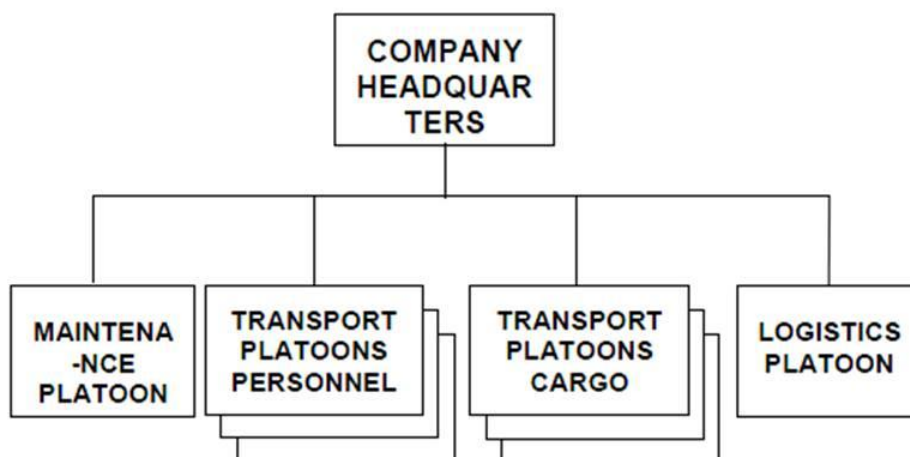 COMPANY
HEADQUAR
TERS
MAINTENA
-NCE
PLATOON
TRANSPORT
PLATOONS
PERSONNEL
TRANSPORT
PLATOONS
CARGO
LOGISTICS
PLATOON